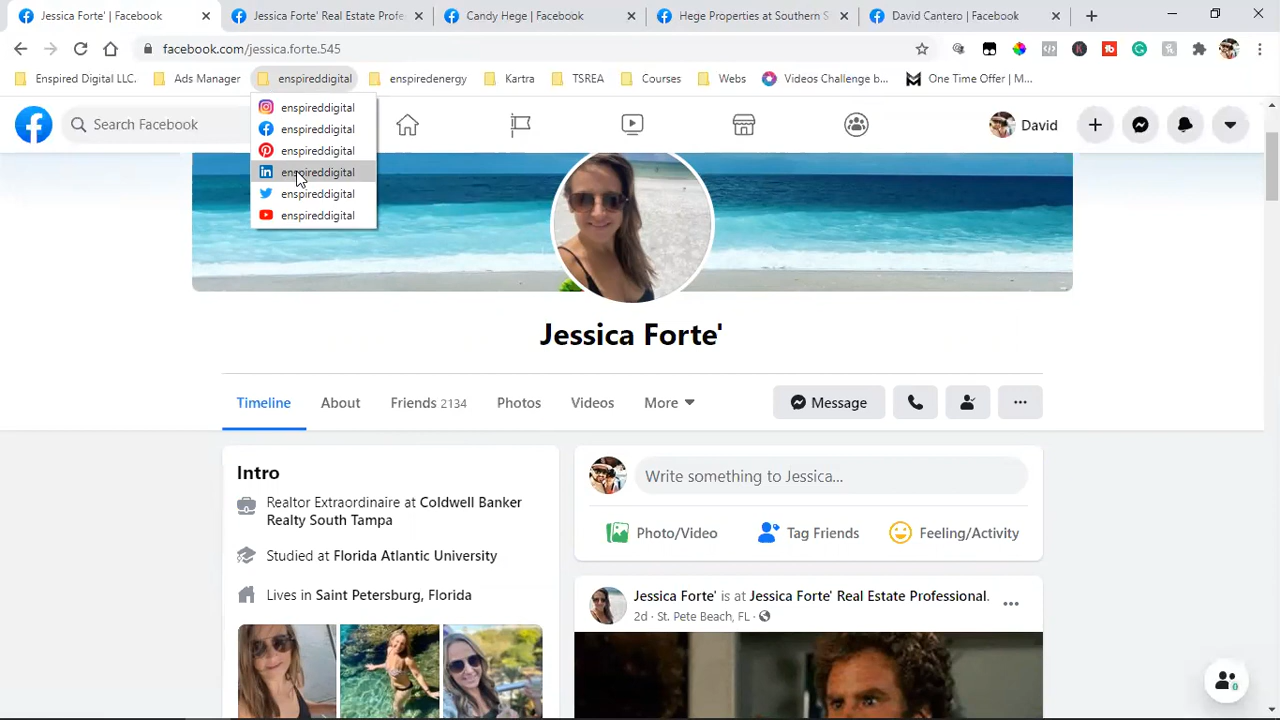 Jessica Forte' | Facebook
Jessica Forte' Real Estate Profe
Candy Hege | Facebook
Hege Properties at Southern S
David Cantero | Facebook
facebook.com/jessica.forte.545
Enspired Digital LLC.
Ads Manager
enspireddigital
enspiredenergy
Kartra
TSREA
Courses
Webs
Videos Challenge b...
One Time Offer | M...
enspireddigital
enspireddigital
enspireddigital
enspireddigital
enspireddigital
enspireddigital
Search Facebook
David
Jessica Forte'
Timeline
About
Friends 2134
Photos
Videos
More
Message
Intro
Realtor Extraordinaire at Coldwell Banker
Realty South Tampa
Studied at Florida Atlantic University
Lives in Saint Petersburg, Florida
Write something to Jessica...
Photo/Video
Tag Friends
Feeling/Activity
Jessica Forte' is at Jessica Forte' Real Estate Professional.
2d · St. Pete Beach, FL ·